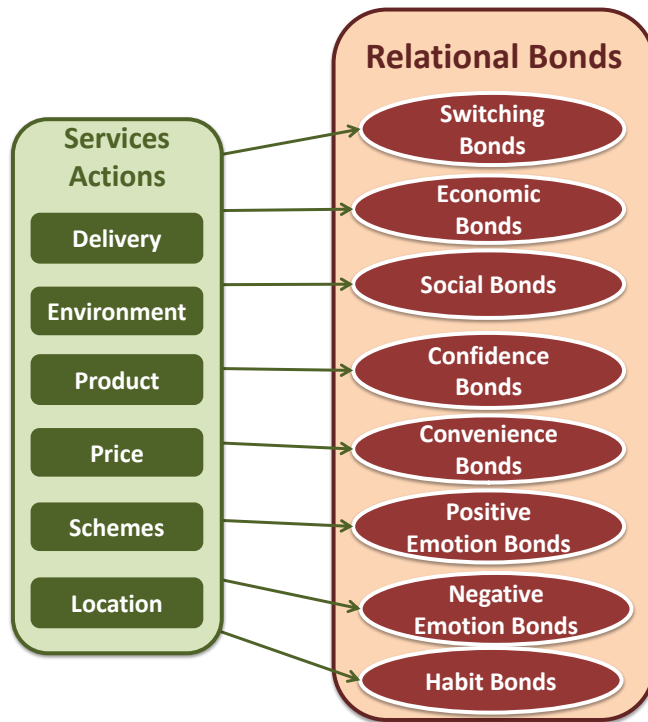 Services
Actions
Delivery
Environment
Product
Price
Schemes
Location
Relational Bonds
Switching
Bonds
Economic
Bonds
Social Bonds
Confidence
Bonds
Convenience
Bonds
Positive
Emotion Bonds
Negative
Emotion Bonds
Habit Bonds